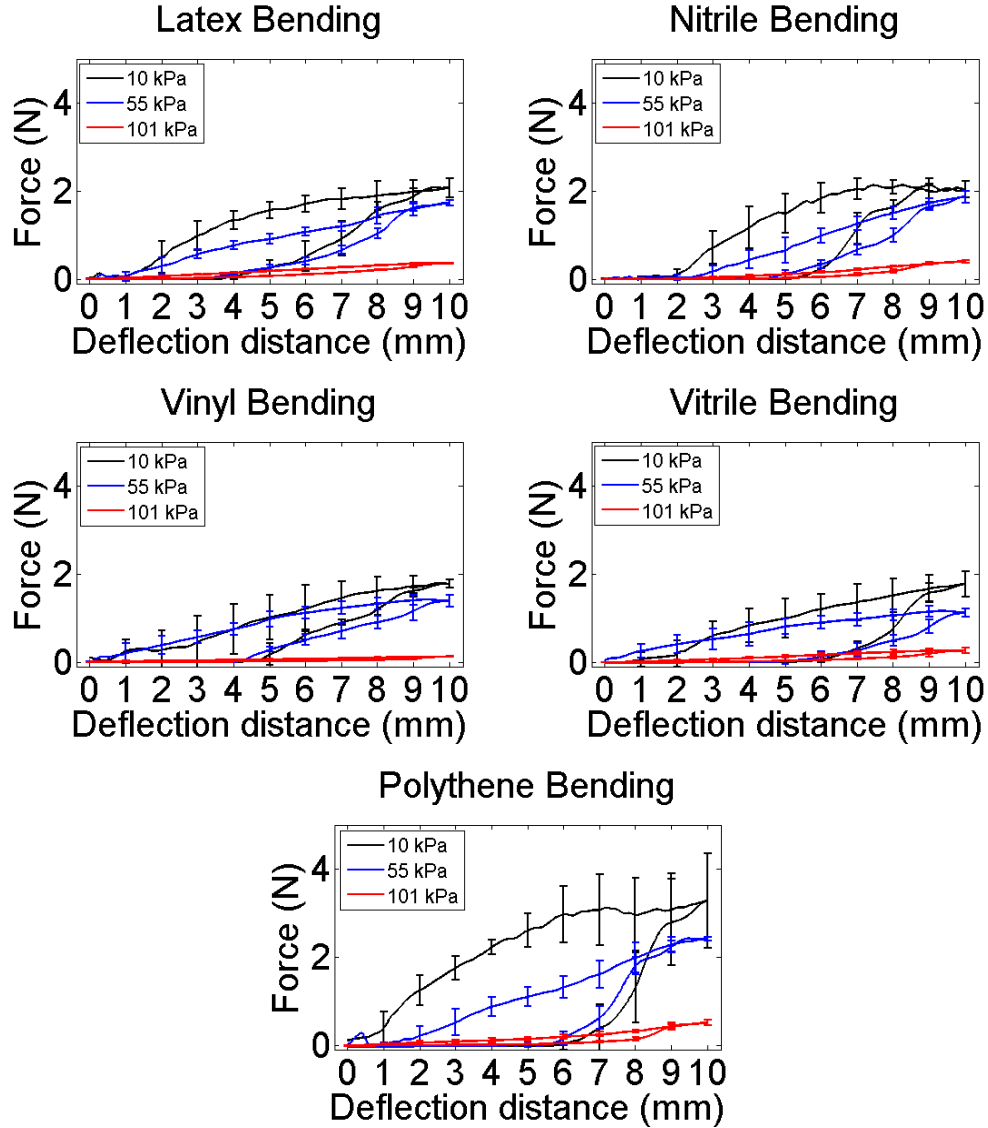 Latex Bending
Force (N)
4
2
0
10 kPa
55 kPa
101 kPa
0 1 2 3 4 5 6 7 8 9 10
Deflection distance (mm)
Nitrile Bending
Force (N)
4
2
0
10 kPa
55 kPa
101 kPa
0 1 2 3 4 5 6 7 8 9 10
Deflection distance (mm)
Vinyl Bending
Force (N)
4
2
0
10 kPa
55 kPa
101 kPa
0 1 2 3 4 5 6 7 8 9 10
Deflection distance (mm)
Vitrile Bending
Force (N)
4
2
0
10 kPa
55 kPa
101 kPa
0 1 2 3 4 5 6 7 8 9 10
Deflection distance (mm)
Polythene Bending
Force (N)
4
2
0
10 kPa
55 kPa
101 kPa
0 1 2 3 4 5 6 7 8 9 10
Deflection distance (mm)